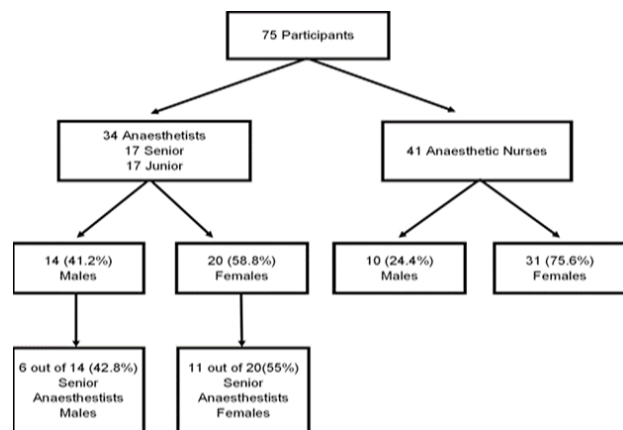 75 Participants
34 Anaesthetists
17 Senior
17 Junior
41 Anaesthetic Nurses
14 (41.2%)
Males
20 (58.8%)
Females
10 (24.4%)
Males
31 (75.6%)
Females
6 out of 14 (42.8%)
Senior
Anaesthestists
Males
11 out of 20(55%)
Senior
Anaesthestists
Females